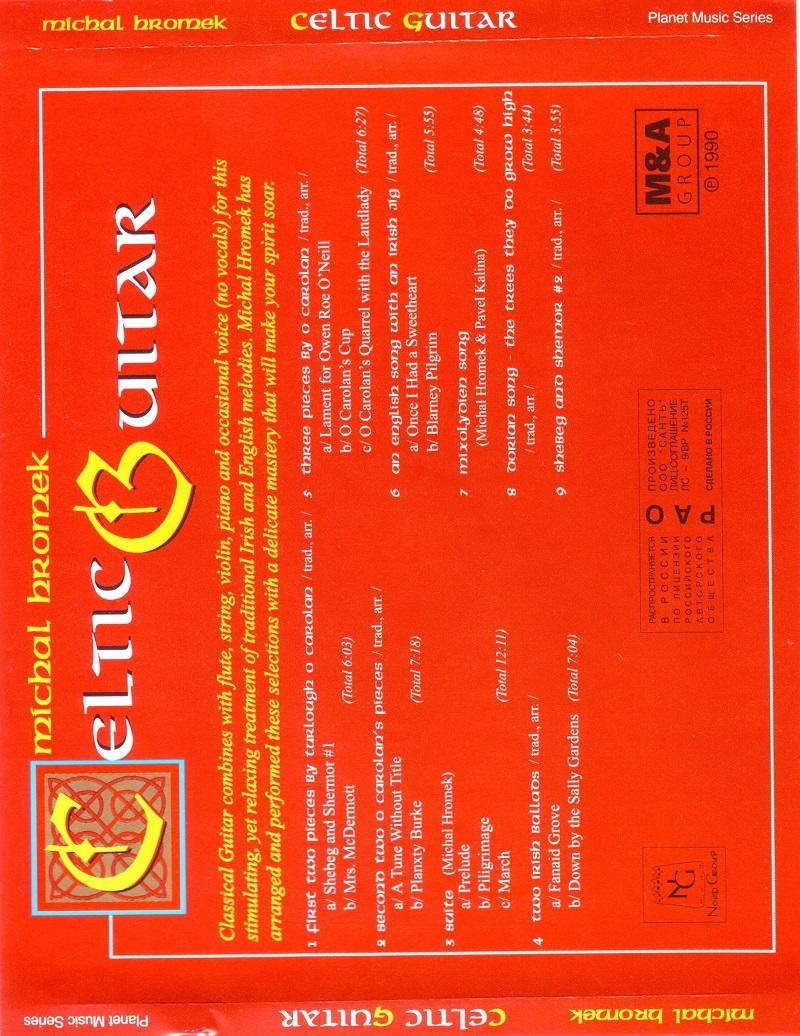 michal hromek
Celtic Guitar
Planet Music Series
michal hromek
Celtic Guitar
Classical Guitar combines with flute, string, violin, piano and occasional voice (no vocals) for this
stimulating, yet relaxing treatment of traditional Irish and English melodies. Michal Hromek has
arranged and performed these selections with a delicate mastery that will make your spirit soar.
1 first two pieces by turlough o carolan / trad., arr. /
a/ Shebeg and Shermor #1
b/ Mrs. McDermott (Total 6:03)
2 second two o carolan's pieces / trad., arr./
a/ A Tune Without Title
b/ Planxty Burke (Total 7:18)
3 suite (Michal Hromek)
a/ Prelude
b/ Piligrimage
c/ March (Total 12:11)
4 two irish ballads / trad., arr. /
a/ Fanaid Grove
b/ Down by the Sally Gardens (Total 7:04)
5 three pieces by o carolan / trad., arr. /
a/ Lament for Owen Roe O'Neill
b/ O Carolan's Cup
c/ O Carolan's Quarrel with the Landlady (Total 6:27)
6 an english song with an irish jig / trad., arr. /
a/ Once I Had a Sweetheart
b/ Blarney Pilgrim (Total 5:55)
7 mixolydien song
(Michal Hromek & Pavel Kalina) (Total 4:48)
8 dorian song - the trees they do grow high
/ trad., arr. / (Total 3:44)
9 shebeg and shemor #2 / trad., arr. / (Total 3:55)
NG
Nord Group
РАСПРОСТРАНЯЕТСЯ
В РОССИИ
ПО ЛИЦЕНЗИИ
РОССИЙСКОГО
АВТОРСКОГО
ОБЩЕСТВА
РАО
ПРОИЗВЕДЕНО
ООО "САНТЬ"
ЛИЦ.СОГЛАШЕНИЕ
ЛС - 9/ВР №125Т
СДЕЛАНО В РОССИИ
M&A
GROUP
℗ 1990
Planet Music Series
Celtic Guitar
michal hromek